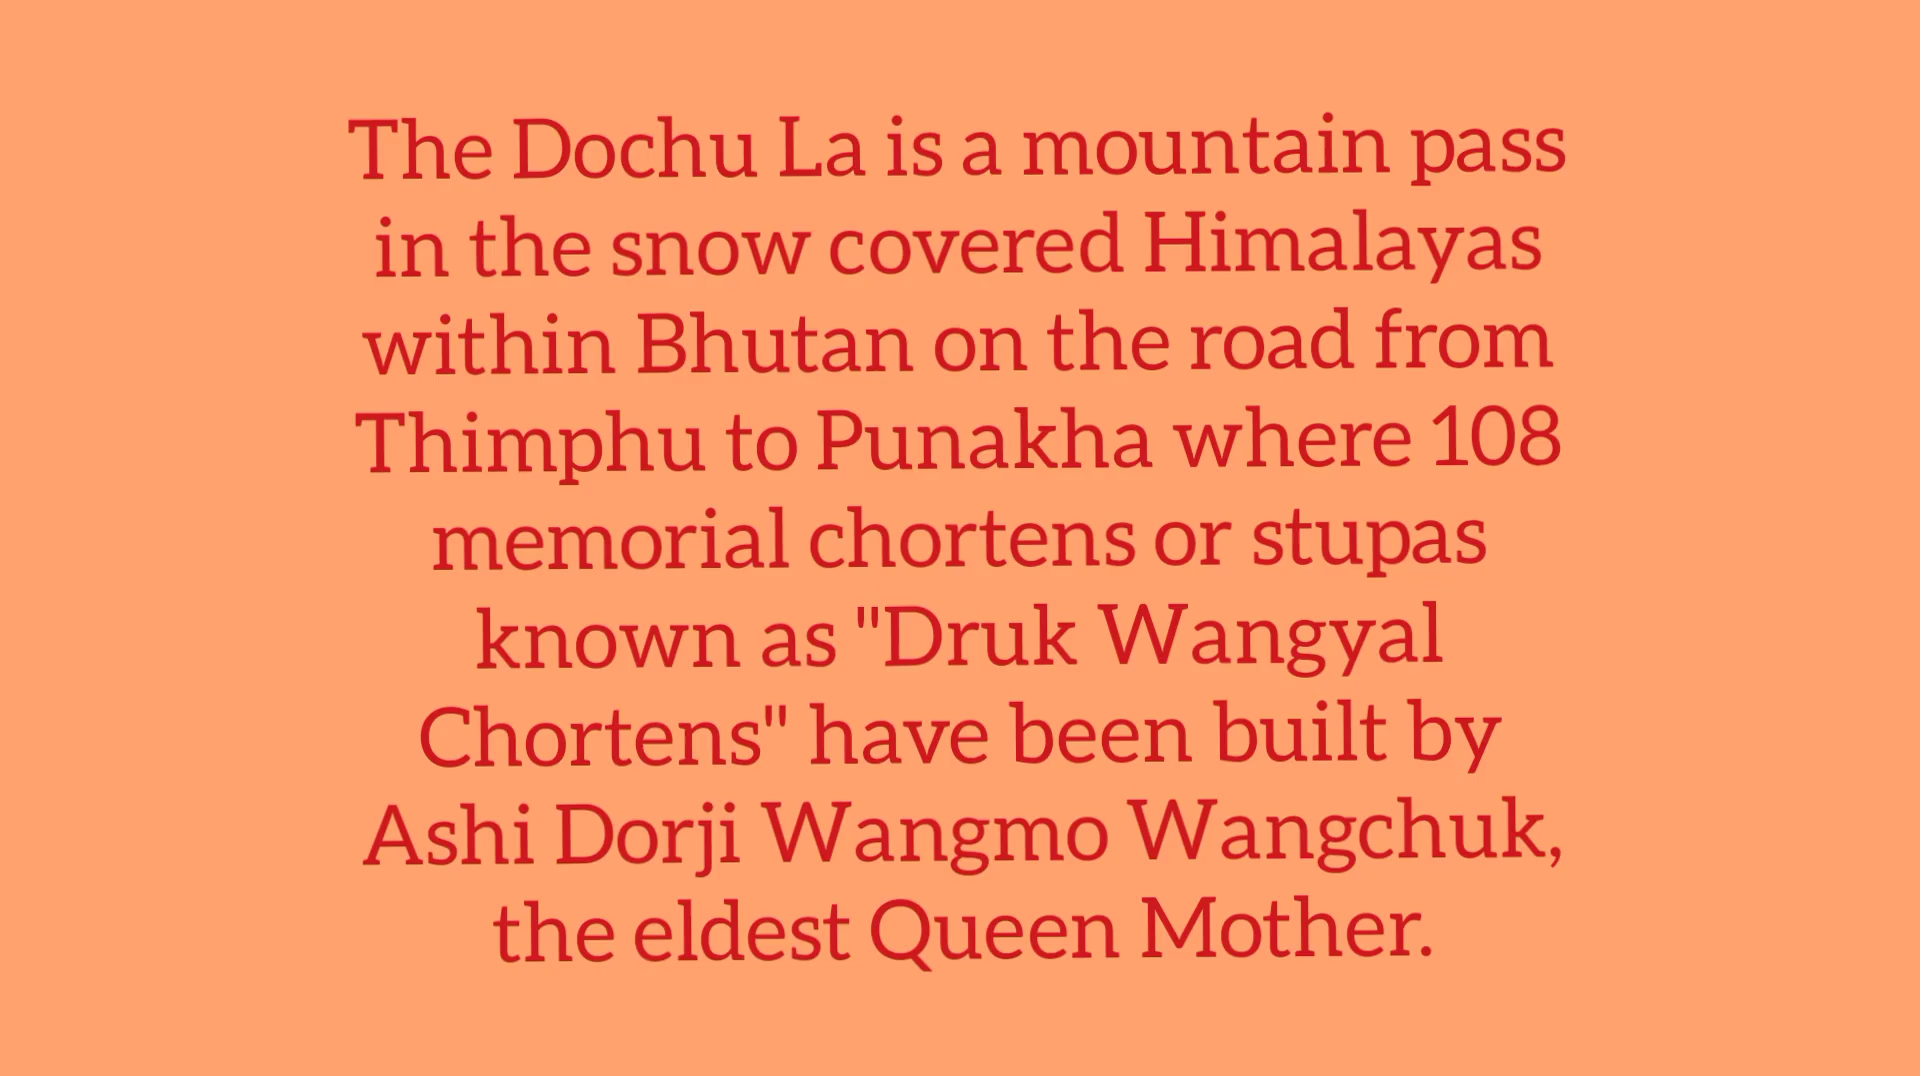 The Dochu La is a mountain pass
in the snow covered Himalayas
within Bhutan on the road from
Thimphu to Punakha where 108
memorial chortens or stupas
known as "Druk Wangyal
Chortens" have been built by
Ashi Dorji Wangmo Wangchuk,
the eldest Queen Mother.